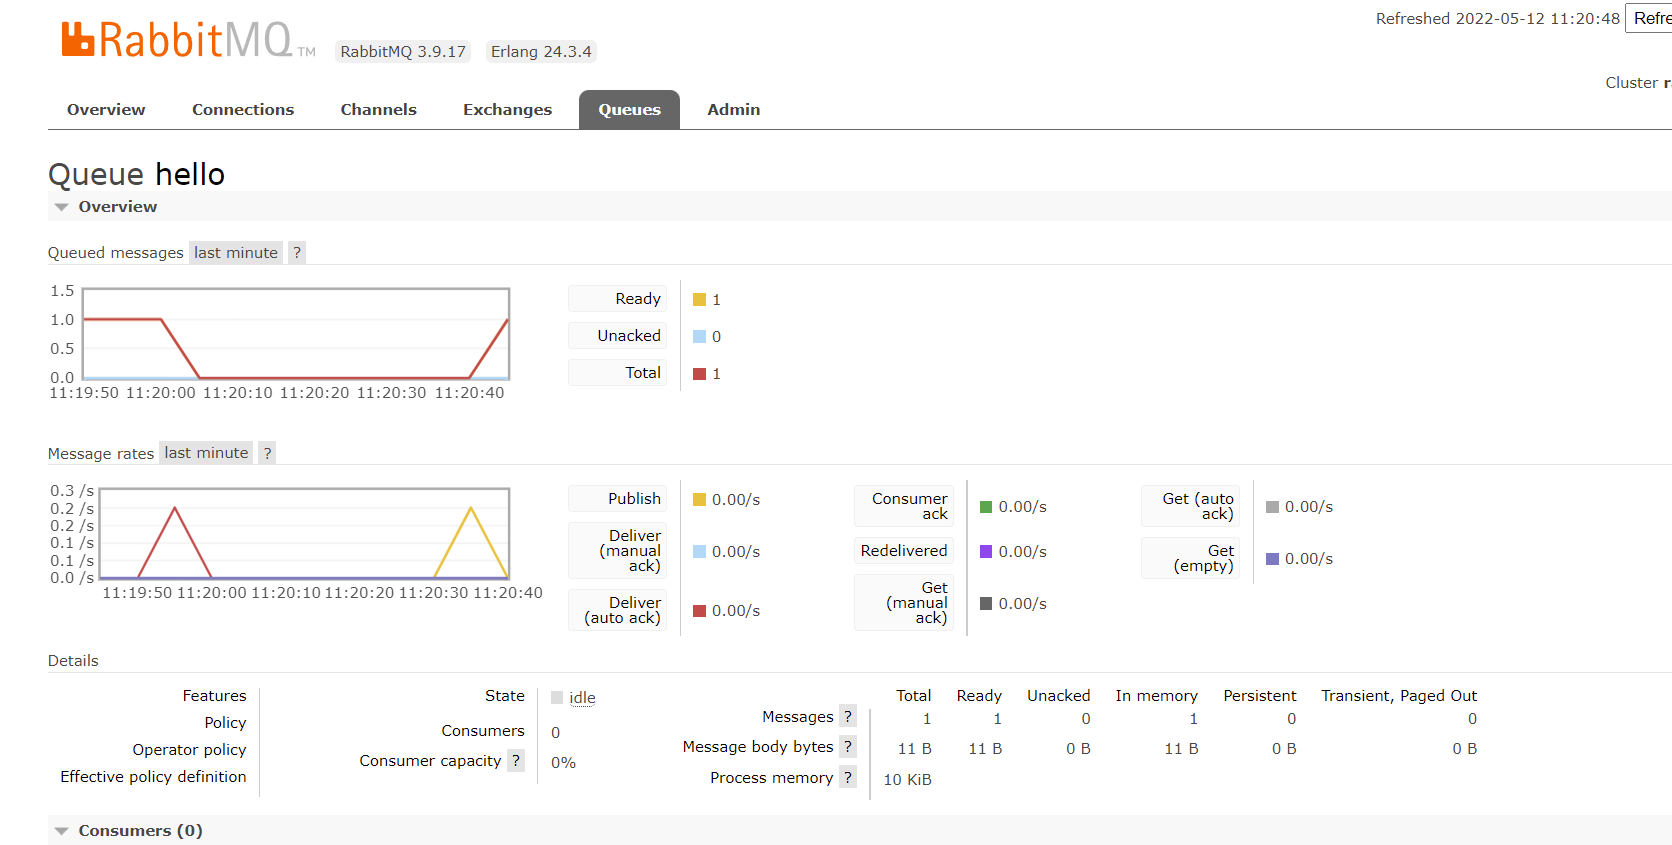 Refreshed 2022-05-12 11:20:48 Refre
RabbitMQ TM RabbitMQ 3.9.17 Erlang 24.3.4
Cluster r
Overview Connections Channels Exchanges Queues Admin
Queue hello
Overview
Queued messages last minute ?
1.5
1.0
0.5
0.0
11:19:50 11:20:00 11:20:10 11:20:20 11:20:30 11:20:40
Ready 1
Unacked 0
Total 1
Message rates last minute ?
0.3 /s
0.2 /s
0.2 /s
0.1 /s
0.1 /s
0.0 /s
11:19:50 11:20:00 11:20:10 11:20:20 11:20:30 11:20:40
Publish 0.00/s
Deliver
(manual 0.00/s
ack)
Deliver
(auto ack) 0.00/s
Consumer
ack 0.00/s
Redelivered 0.00/s
Get
(manual 0.00/s
ack)
Get (auto
ack) 0.00/s
Get
(empty) 0.00/s
Details
Features
Policy
Operator policy
Effective policy definition
State idle
Consumers 0
Consumer capacity ? 0%
Total Ready Unacked In memory Persistent Transient, Paged Out
Messages ? 1 1 0 1 0 0
Message body bytes ? 11 B 11 B 0 B 11 B 0 B 0 B
Process memory ? 10 KiB
Consumers (0)